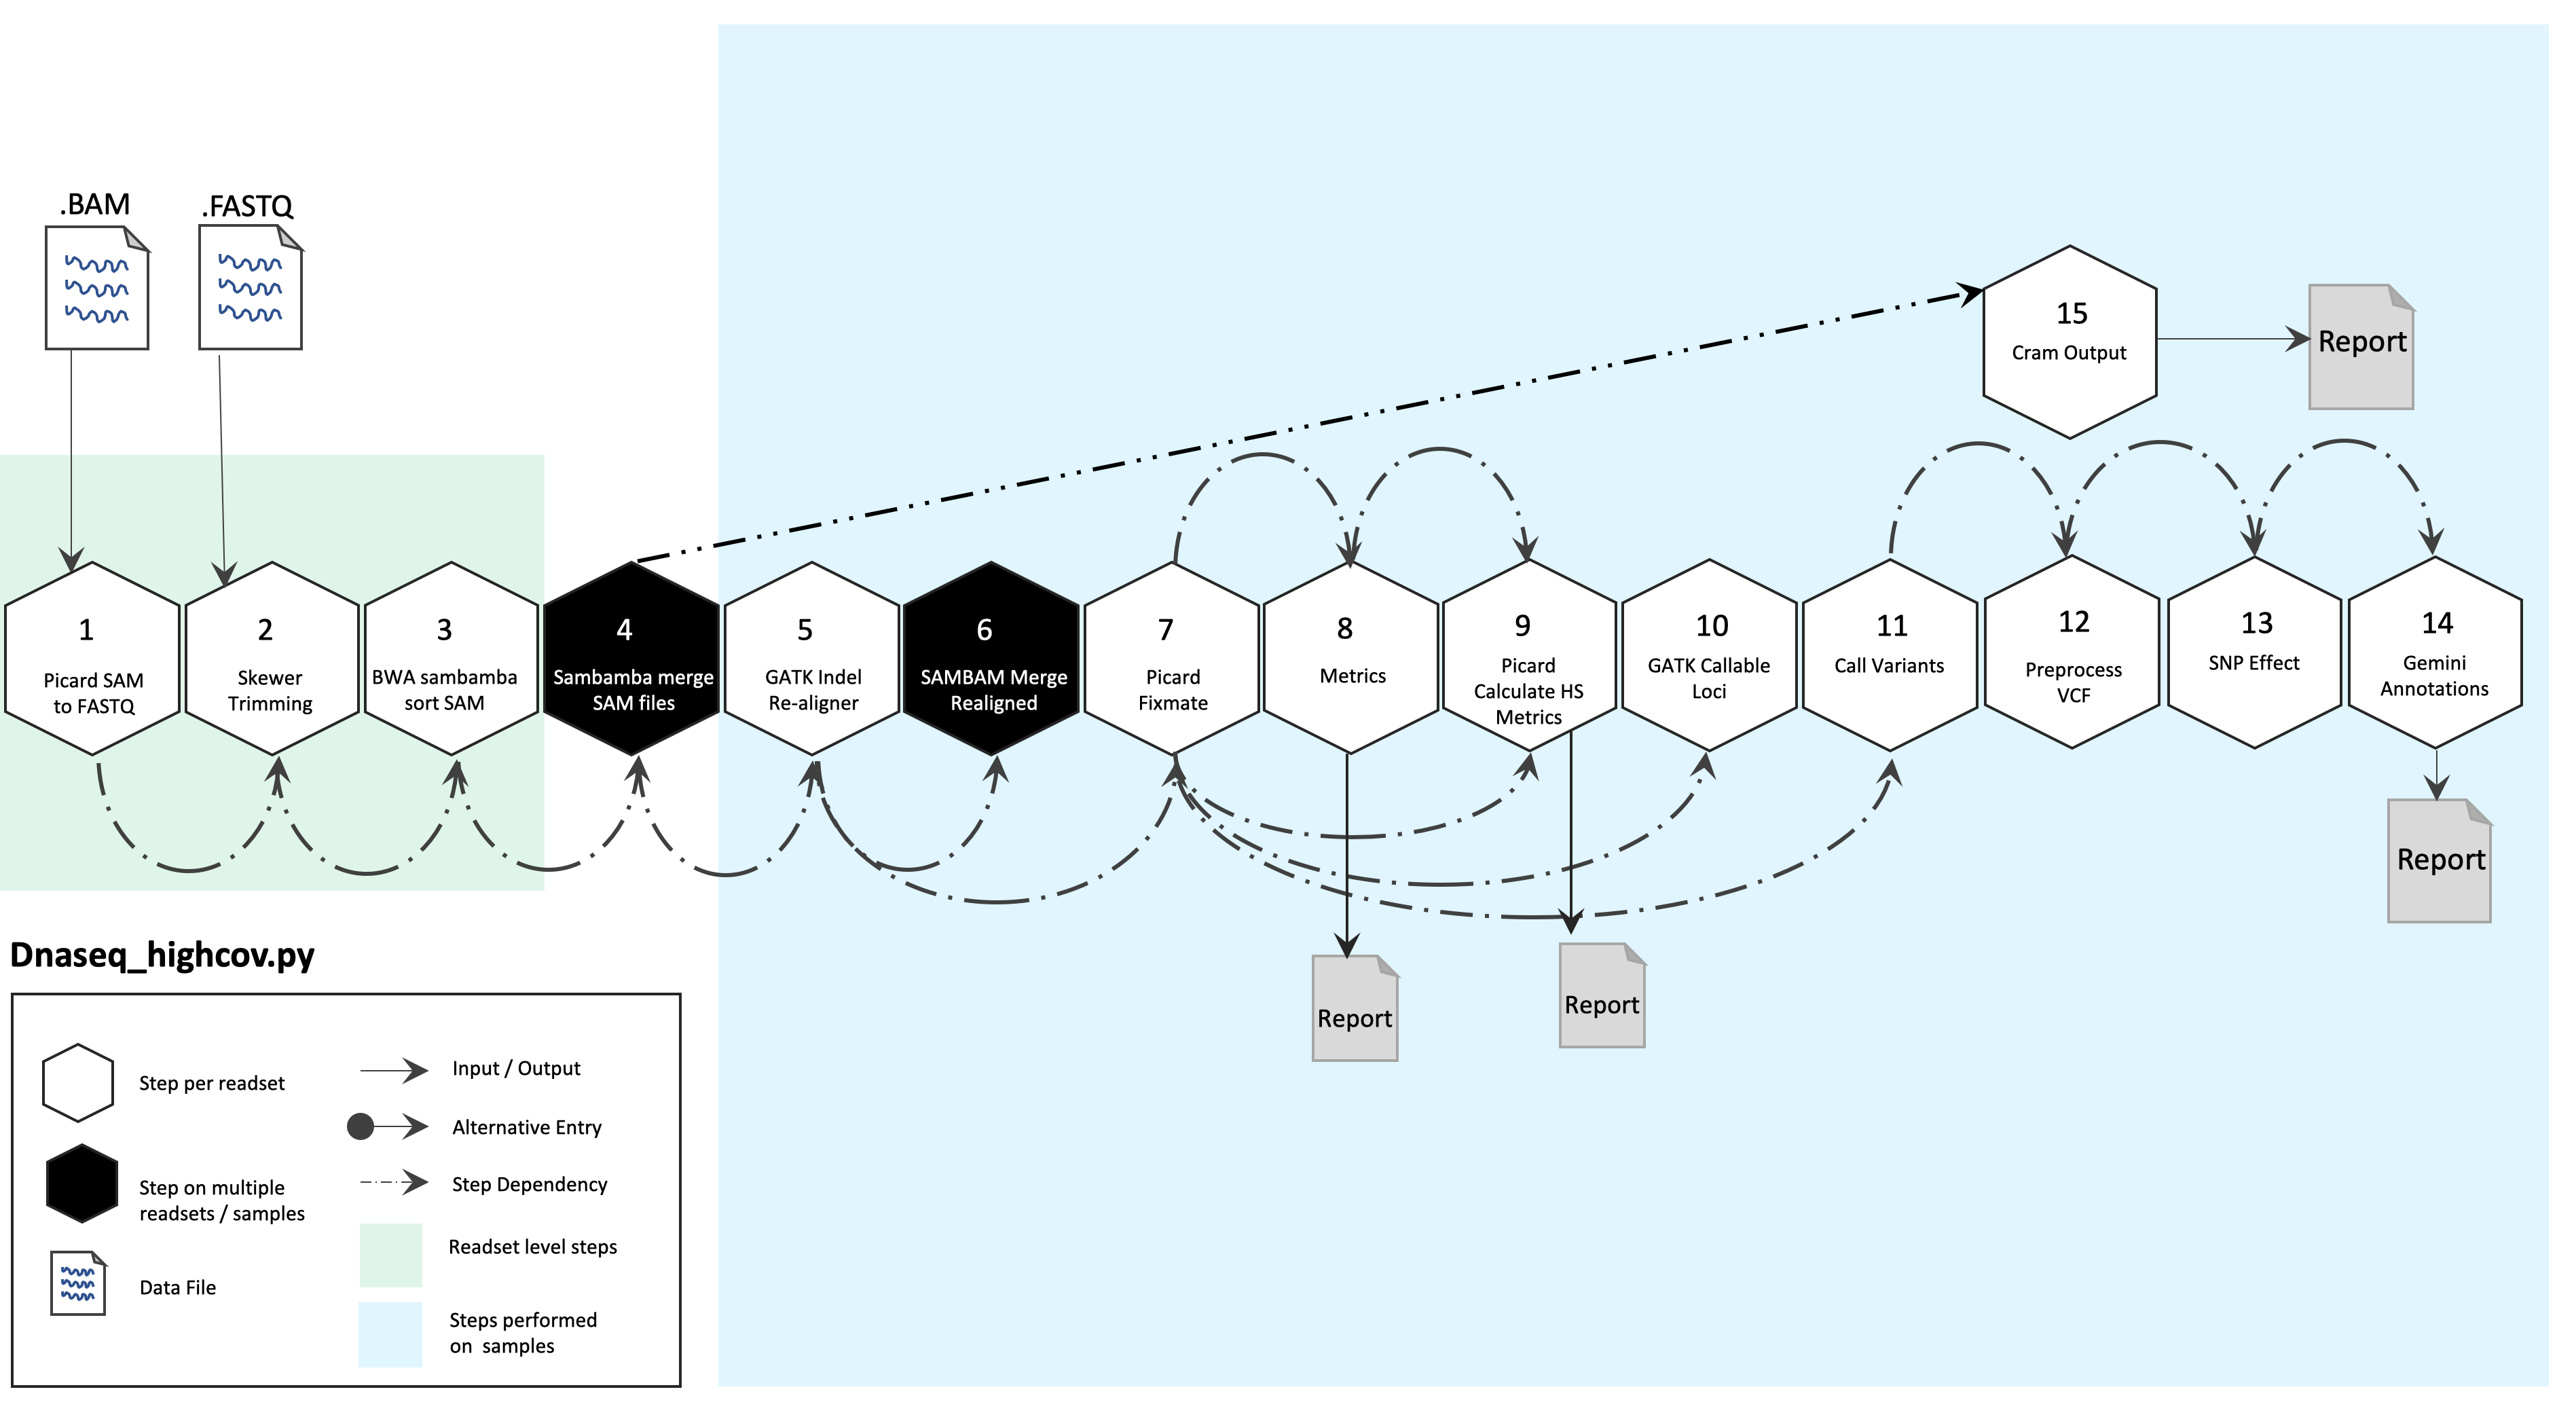 .BAM
.FASTQ
15
Cram Output
Report
1
Picard SAM
to FASTQ
2
Skewer
Trimming
3
BWA sambamba
sort SAM
4
Sambamba merge
SAM files
5
GATK Indel
Re-aligner
6
SAMBAM Merge
Realigned
7
Picard
Fixmate
8
Metrics
9
Picard
Calculate HS
Metrics
10
GATK Callable
Loci
11
Call Variants
12
Preprocess
VCF
13
SNP Effect
14
Gemini
Annotations
Report
Report
Report
Dnaseq_highcov.py
Step per readset
Step on multiple
readsets / samples
Data File
Input / Output
Alternative Entry
Step Dependency
Readset level steps
Steps performed
on samples